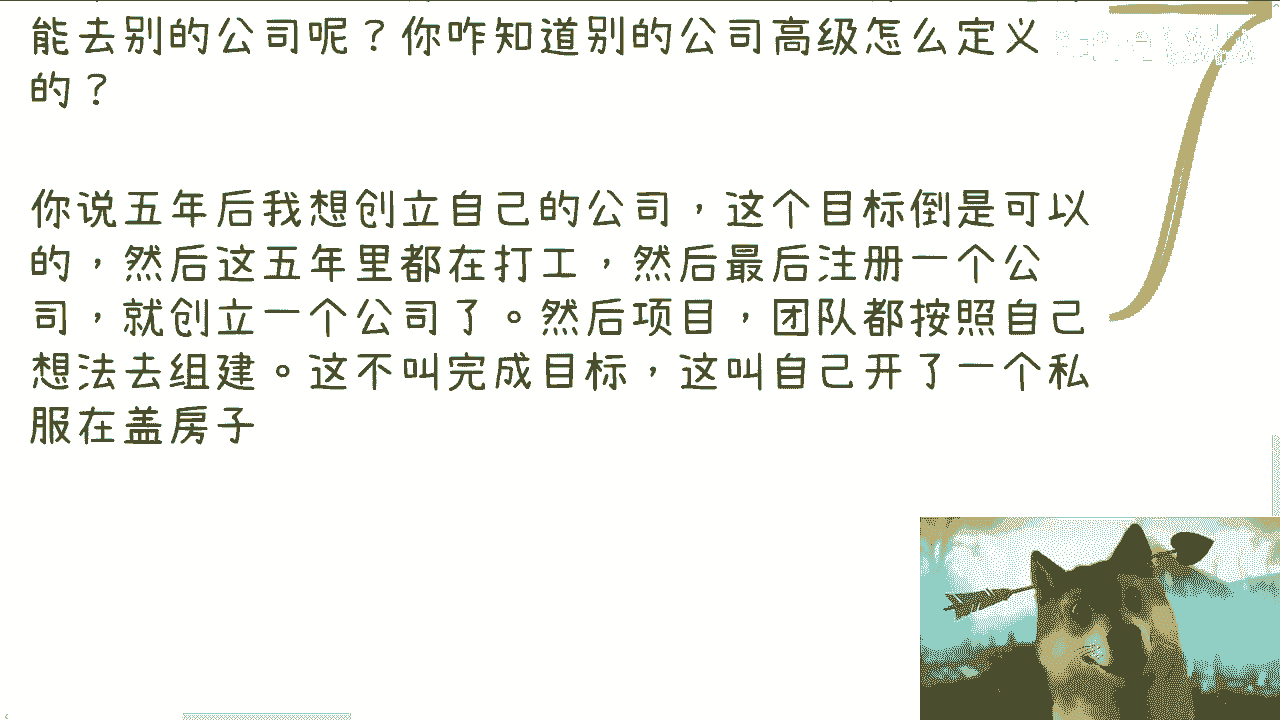 能去别的公司呢？你咋知道别的公司高级怎么定义
的？
你说五年后我想创立自己的公司，这个目标倒是可以
的，然后这五年里都在打工，然后最后注册一个公
司，就创立一个公司了。然后项目，团队都按照自己
想法去组建。这不叫完成目标，这叫自己开了一个私
服在盖房子